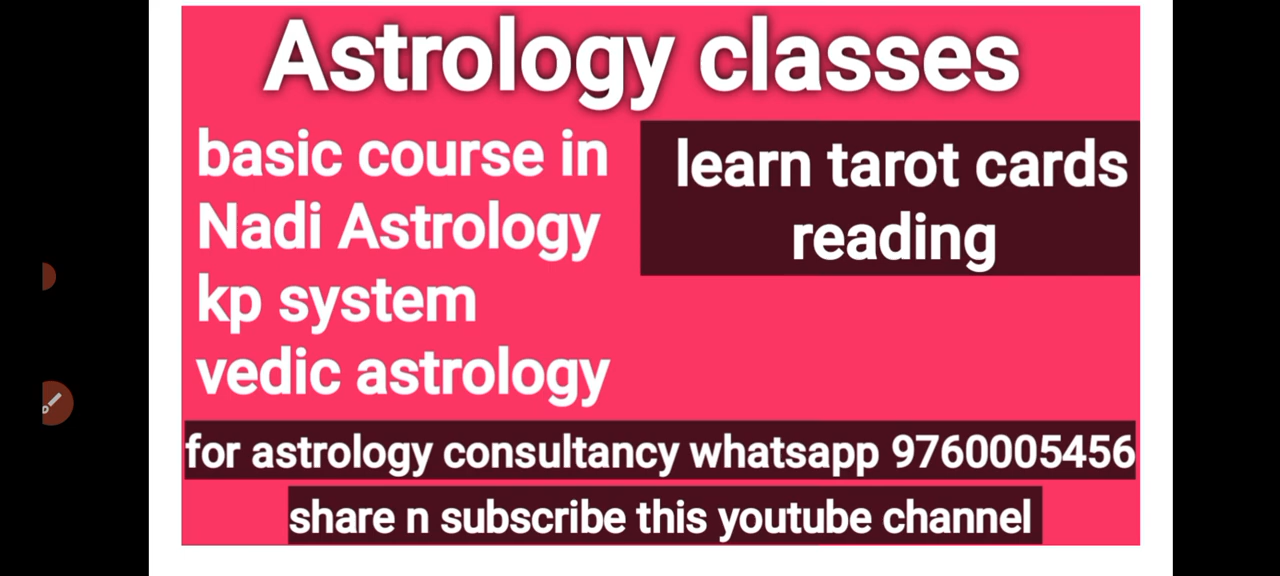 Astrology classes
basic course in
Nadi Astrology
kp system
vedic astrology
learn tarot cards
reading
for astrology consultancy whatsapp 9760005456
share n subscribe this youtube channel